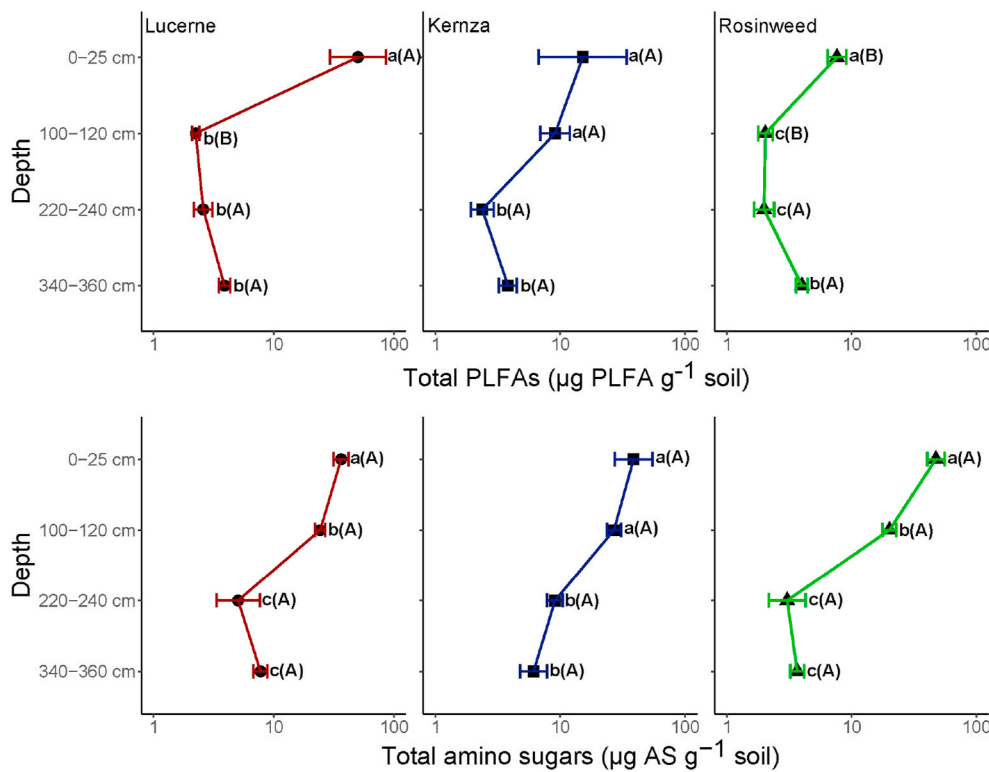 Lucerne
Kernza
Rosinweed
Depth
0−25 cm
a(A)
a(A)
a(B)
100−120 cm
b(B)
a(A)
c(B)
220−240 cm
b(A)
b(A)
c(A)
340−360 cm
b(A)
b(A)
b(A)
1 10 100 1 10 100 1 10 100
Total PLFAs (µg PLFA g⁻¹ soil)
Depth
0−25 cm
a(A)
a(A)
a(A)
100−120 cm
b(A)
a(A)
b(A)
220−240 cm
c(A)
b(A)
c(A)
340−360 cm
c(A)
b(A)
c(A)
1 10 100 1 10 100 1 10 100
Total amino sugars (µg AS g⁻¹ soil)